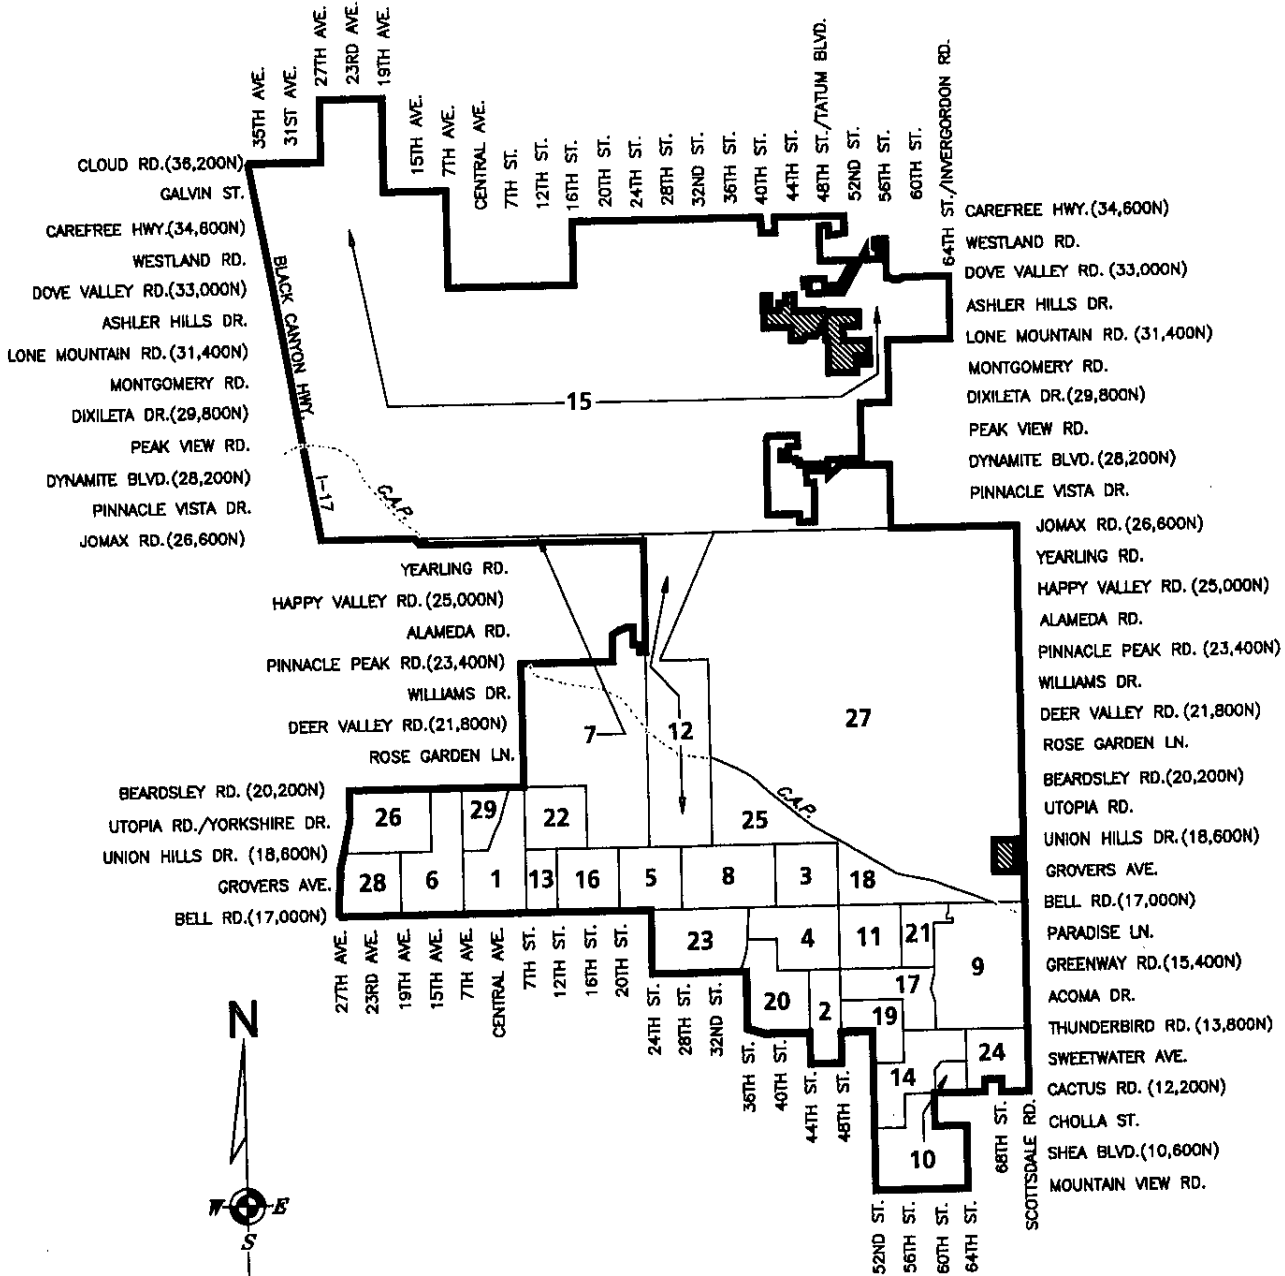 35TH AVE.
31ST AVE.
27TH AVE.
23RD AVE.
19TH AVE.
15TH AVE.
7TH AVE.
CENTRAL AVE.
7TH ST.
12TH ST.
16TH ST.
20TH ST.
24TH ST.
28TH ST.
32ND ST.
36TH ST.
40TH ST.
44TH ST.
48TH ST./TATUM BLVD.
52ND ST.
56TH ST.
60TH ST.
64TH ST./INVERGORDON RD.
CLOUD RD.(36,200N)
GALVIN ST.
CAREFREE HWY.(34,600N)
WESTLAND RD.
DOVE VALLEY RD.(33,000N)
ASHLER HILLS DR.
LONE MOUNTAIN RD.(31,400N)
MONTGOMERY RD.
DIXILETA DR.(29,800N)
PEAK VIEW RD.
DYNAMITE BLVD.(28,200N)
PINNACLE VISTA DR.
JOMAX RD.(26,600N)
BLACK CANYON HWY.
I-17
C.A.P.
15
CAREFREE HWY.(34,600N)
WESTLAND RD.
DOVE VALLEY RD.(33,000N)
ASHLER HILLS DR.
LONE MOUNTAIN RD. (31,400N)
MONTGOMERY RD.
DIXILETA DR.(29,800N)
PEAK VIEW RD.
DYNAMITE BLVD.(28,200N)
PINNACLE VISTA DR.
JOMAX RD.(26,600N)
YEARLING RD.
HAPPY VALLEY RD.(25,000N)
ALAMEDA RD.
PINNACLE PEAK RD. (23,400N)
WILLIAMS DR.
DEER VALLEY RD.(21,800N)
ROSE GARDEN LN.
BEARDSLEY RD.(20,200N)
UTOPIA RD.
UNION HILLS DR.(18,600N)
GROVERS AVE.
BELL RD.(17,000N)
PARADISE LN.
GREENWAY RD.(15,400N)
ACOMA DR.
THUNDERBIRD RD. (13,800N)
SWEETWATER AVE.
CACTUS RD. (12,200N)
CHOLLA ST.
SHEA BLVD.(10,600N)
MOUNTAIN VIEW RD.
YEARLING RD.
HAPPY VALLEY RD.(25,000N)
ALAMEDA RD.
PINNACLE PEAK RD.(23,400N)
WILLIAMS DR.
DEER VALLEY RD.(21,800N)
ROSE GARDEN LN.
BEARDSLEY RD. (20,200N)
UTOPIA RD./YORKSHIRE DR.
UNION HILLS DR. (18,600N)
GROVERS AVE.
BELL RD.(17,000N)
7
12
27
C.A.P.
26
29
22
25
28
6
1
13
16
5
8
3
18
23
4
11
21
9
17
20
2
19
24
14
10
27TH AVE.
23RD AVE.
19TH AVE.
15TH AVE.
7TH AVE.
CENTRAL AVE.
7TH ST.
12TH ST.
16TH ST.
20TH ST.
24TH ST.
28TH ST.
32ND ST.
36TH ST.
40TH ST.
44TH ST.
48TH ST.
52ND ST.
56TH ST.
60TH ST.
64TH ST.
68TH ST.
SCOTTSDALE RD.
N
W
E
S